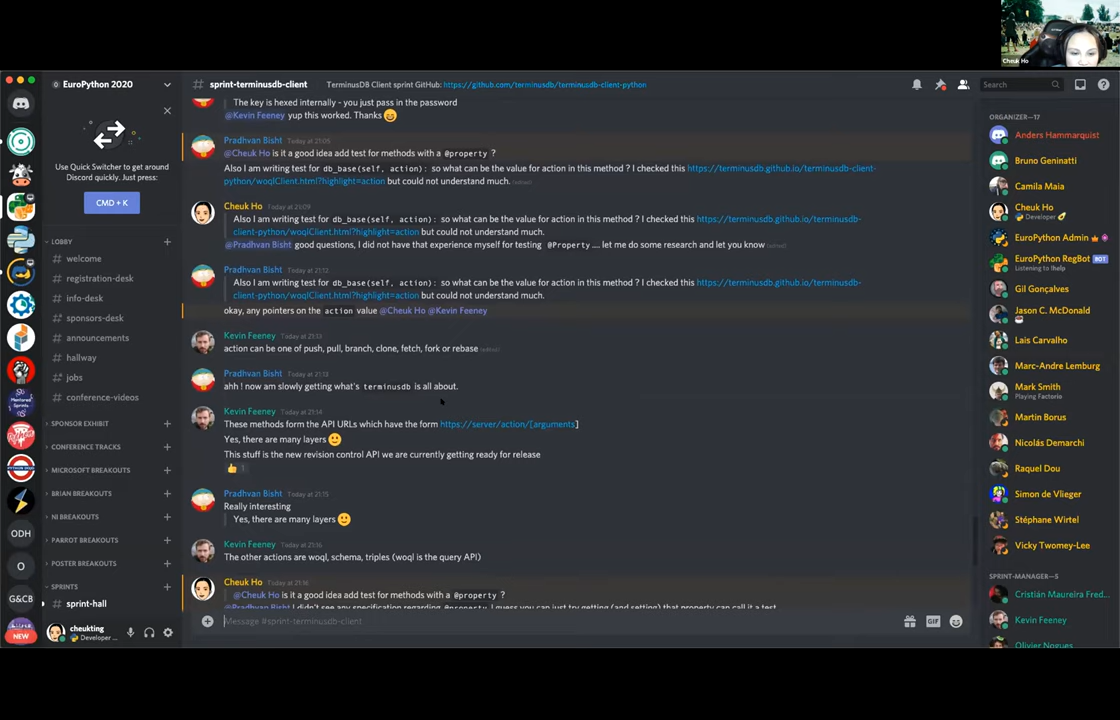 Cheuk Ho
EuroPython 2020
# sprint-terminusdb-client
TerminusDB Client sprint GitHub: https://github.com/terminusdb/terminusdb-client-python
Search
Use Quick Switcher to get around
Discord quickly. Just press:
CMD + K
LOBBY
# welcome
# registration-desk
# info-desk
# sponsors-desk
# announcements
# hallway
# jobs
# conference-videos
SPONSOR EXHIBIT
CONFERENCE TRACKS
MICROSOFT BREAKOUTS
BRIAN BREAKOUTS
NI BREAKOUTS
PARROT BREAKOUTS
POSTER BREAKOUTS
SPRINTS
# sprint-hall
ODH
O
G&CB
NEW
cheukting
Developer ...
The key is hexed internally - you just pass in the password
@Kevin Feeney yup this worked. Thanks
Pradhvan Bisht Today at 21:05
@Cheuk Ho is it a good idea add test for methods with a @property ?
Also I am writing test for db_base(self, action): so what can be the value for action in this method ? I checked this https://terminusdb.github.io/terminusdb-client-
python/woqlClient.html?highlight=action but could not understand much. (edited)
Cheuk Ho Today at 21:09
Also I am writing test for db_base(self, action): so what can be the value for action in this method ? I checked this https://terminusdb.github.io/terminusdb-
client-python/woqlClient.html?highlight=action but could not understand much.
@Pradhvan Bisht good questions, I did not have that experience myself for testing @Property .... let me do some research and let you know (edited)
Pradhvan Bisht Today at 21:12
Also I am writing test for db_base(self, action): so what can be the value for action in this method ? I checked this https://terminusdb.github.io/terminusdb-
client-python/woqlClient.html?highlight=action but could not understand much.
okay, any pointers on the action value @Cheuk Ho @Kevin Feeney
Kevin Feeney Today at 21:13
action can be one of push, pull, branch, clone, fetch, fork or rebase (edited)
Pradhvan Bisht Today at 21:13
ahh ! now am slowly getting what's terminusdb is all about.
Kevin Feeney Today at 21:14
These methods form the API URLs which have the form https://server/action/[arguments]
Yes, there are many layers
This stuff is the new revision control API we are currently getting ready for release
1
Pradhvan Bisht Today at 21:15
Really interesting
Yes, there are many layers
Kevin Feeney Today at 21:16
The other actions are woql, schema, triples (woql is the query API)
Cheuk Ho Today at 21:16
@Cheuk Ho is it a good idea add test for methods with a @property ?
@Pradhvan Bisht I didn't see any specification regarding @property I guess you can just try getting (and setting) that property can call it a test
Message #sprint-terminusdb-client
GIF
ORGANIZER—17
Anders Hammarquist
Bruno Geninatti
Camila Maia
Cheuk Ho
Developer
EuroPython Admin
EuroPython RegBot BOT
Listening to !help
Gil Gonçalves
Jason C. McDonald
Lais Carvalho
Marc-Andre Lemburg
Mark Smith
Playing Factorio
Martin Borus
Nicolás Demarchi
Raquel Dou
Simon de Vlieger
Stéphane Wirtel
Vicky Twomey-Lee
SPRINT-MANAGER—5
Cristián Maureira Fred...
Kevin Feeney
Olivier Nogues